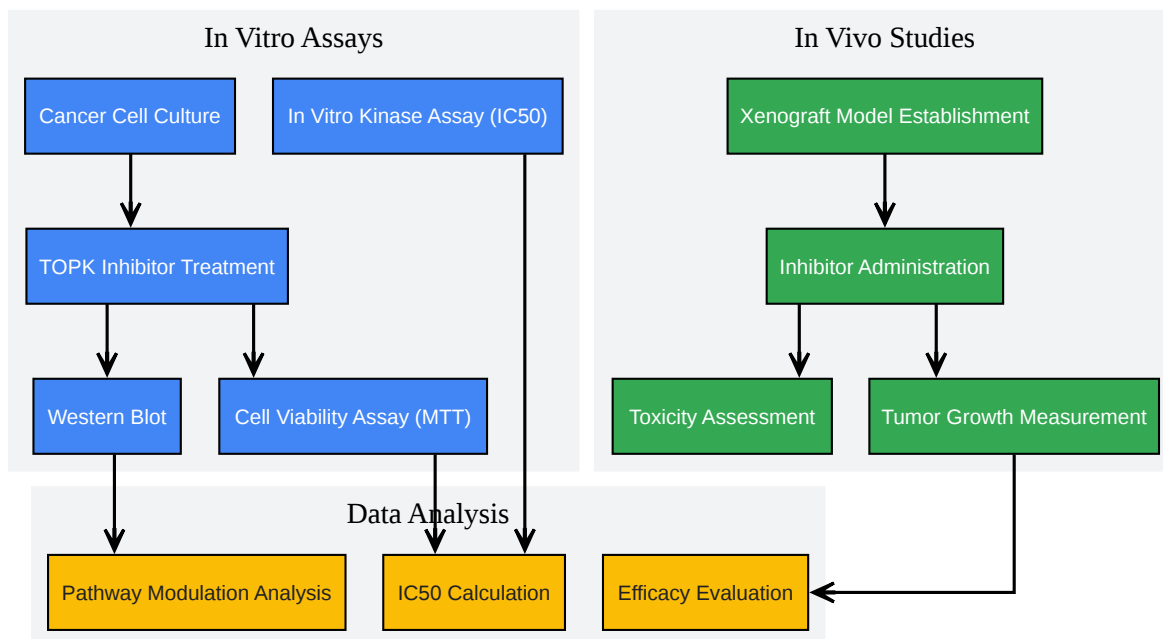 In Vitro Assays
In Vivo Studies
Cancer Cell Culture
In Vitro Kinase Assay (IC50)
Xenograft Model Establishment
TOPK Inhibitor Treatment
Inhibitor Administration
Western Blot
Cell Viability Assay (MTT)
Toxicity Assessment
Tumor Growth Measurement
Data Analysis
Pathway Modulation Analysis
IC50 Calculation
Efficacy Evaluation